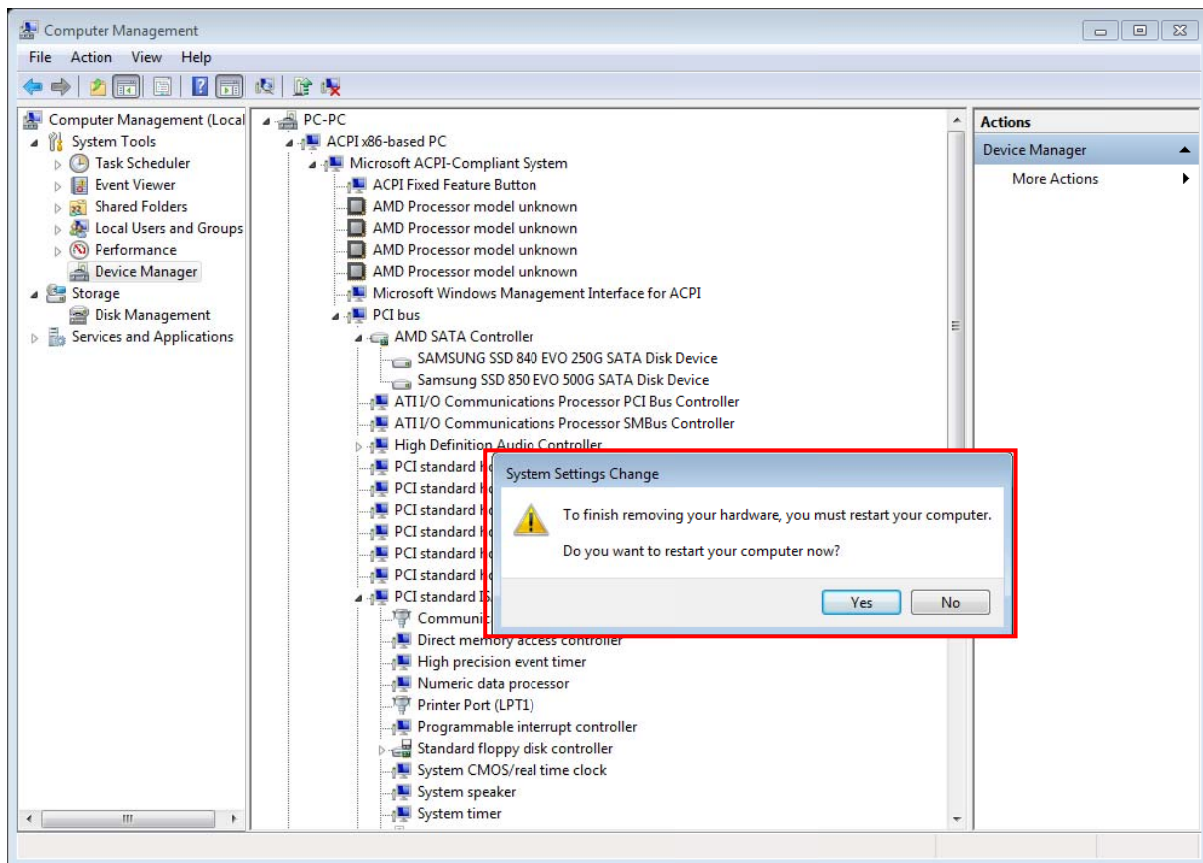 Computer Management
File Action View Help
Computer Management (Local
System Tools
Task Scheduler
Event Viewer
Shared Folders
Local Users and Groups
Performance
Device Manager
Storage
Disk Management
Services and Applications
PC-PC
ACPI x86-based PC
Microsoft ACPI-Compliant System
ACPI Fixed Feature Button
AMD Processor model unknown
AMD Processor model unknown
AMD Processor model unknown
AMD Processor model unknown
Microsoft Windows Management Interface for ACPI
PCI bus
AMD SATA Controller
SAMSUNG SSD 840 EVO 250G SATA Disk Device
Samsung SSD 850 EVO 500G SATA Disk Device
ATI I/O Communications Processor PCI Bus Controller
ATI I/O Communications Processor SMBus Controller
High Definition Audio Controller
PCI standard
PCI standard
PCI standard
PCI standard
PCI standard
PCI standard
PCI standard
Direct memory access controller
High precision event timer
Numeric data processor
Printer Port (LPT1)
Programmable interrupt controller
Standard floppy disk controller
System CMOS/real time clock
System speaker
System timer
System Settings Change
To finish removing your hardware, you must restart your computer.
Do you want to restart your computer now?
Yes No
Actions
Device Manager
More Actions